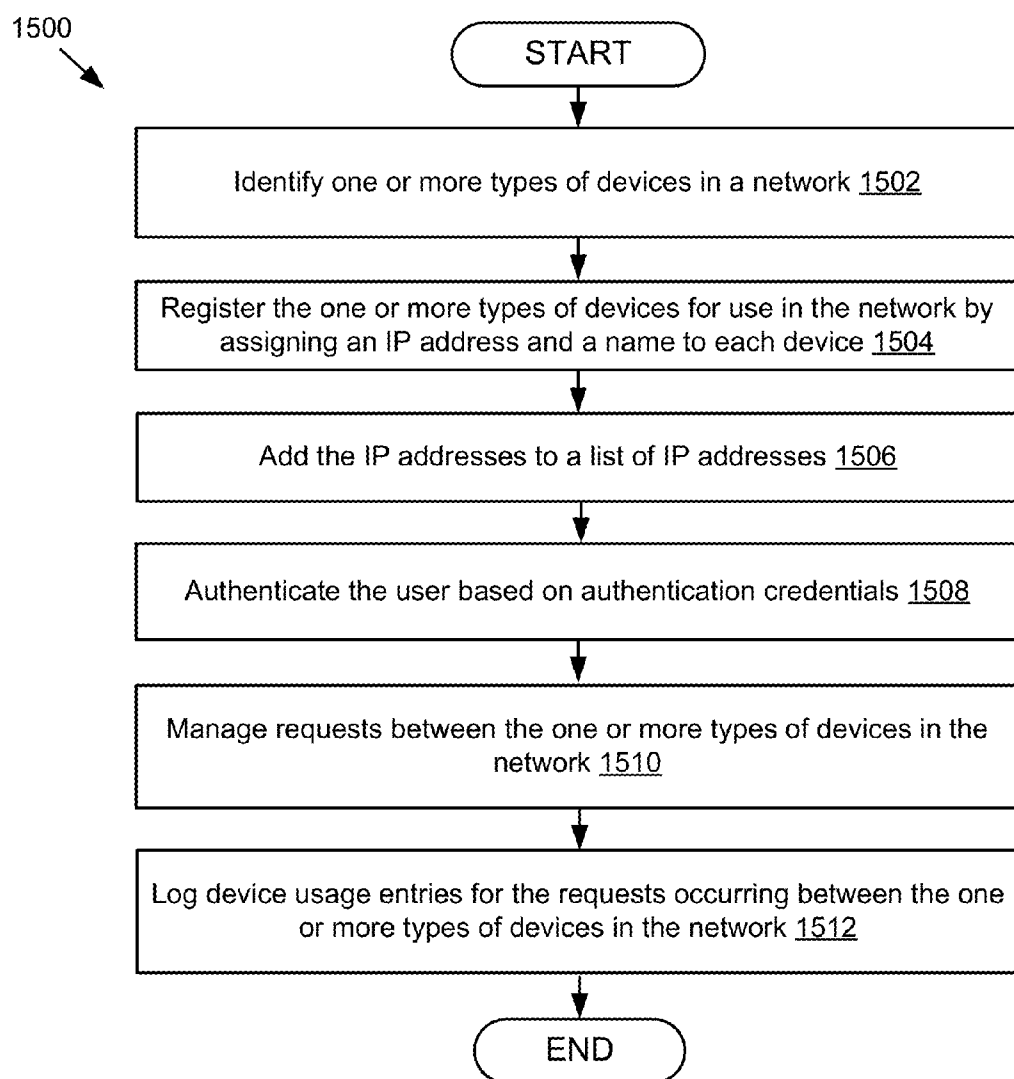 1500
START
Identify one or more types of devices in a network 1502
Register the one or more types of devices for use in the network by
assigning an IP address and a name to each device 1504
Add the IP addresses to a list of IP addresses 1506
Authenticate the user based on authentication credentials 1508
Manage requests between the one or more types of devices in the
network 1510
Log device usage entries for the requests occurring between the one
or more types of devices in the network 1512
END